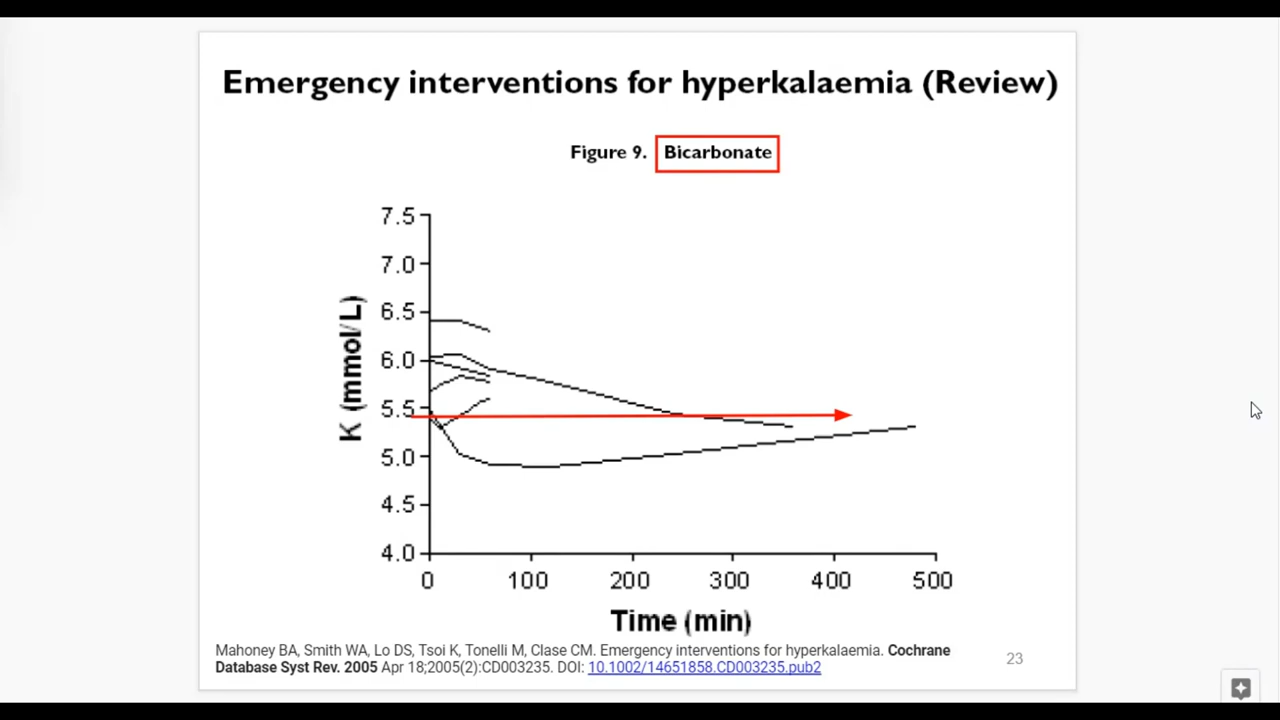 Emergency interventions for hyperkalaemia (Review)
Figure 9. Bicarbonate
7.5
7.0
6.5
6.0
5.5
5.0
4.5
4.0
K (mmol/L)
0 100 200 300 400 500
Time (min)
Mahoney BA, Smith WA, Lo DS, Tsoi K, Tonelli M, Clase CM. Emergency interventions for hyperkalaemia. Cochrane
Database Syst Rev. 2005 Apr 18;2005(2):CD003235. DOI: 10.1002/14651858.CD003235.pub2
23